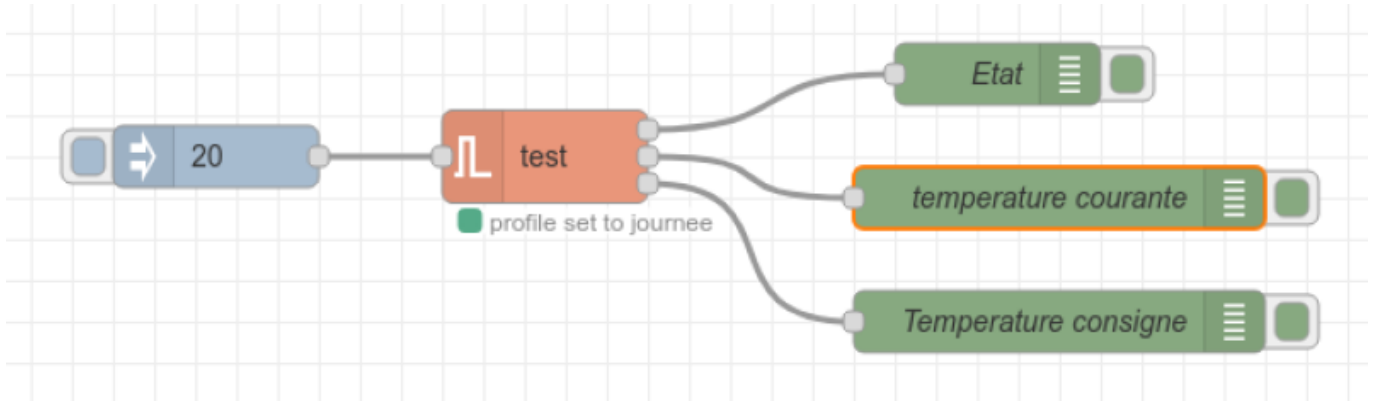 Etat
20
test
temperature courante
profile set to journee
Temperature consigne